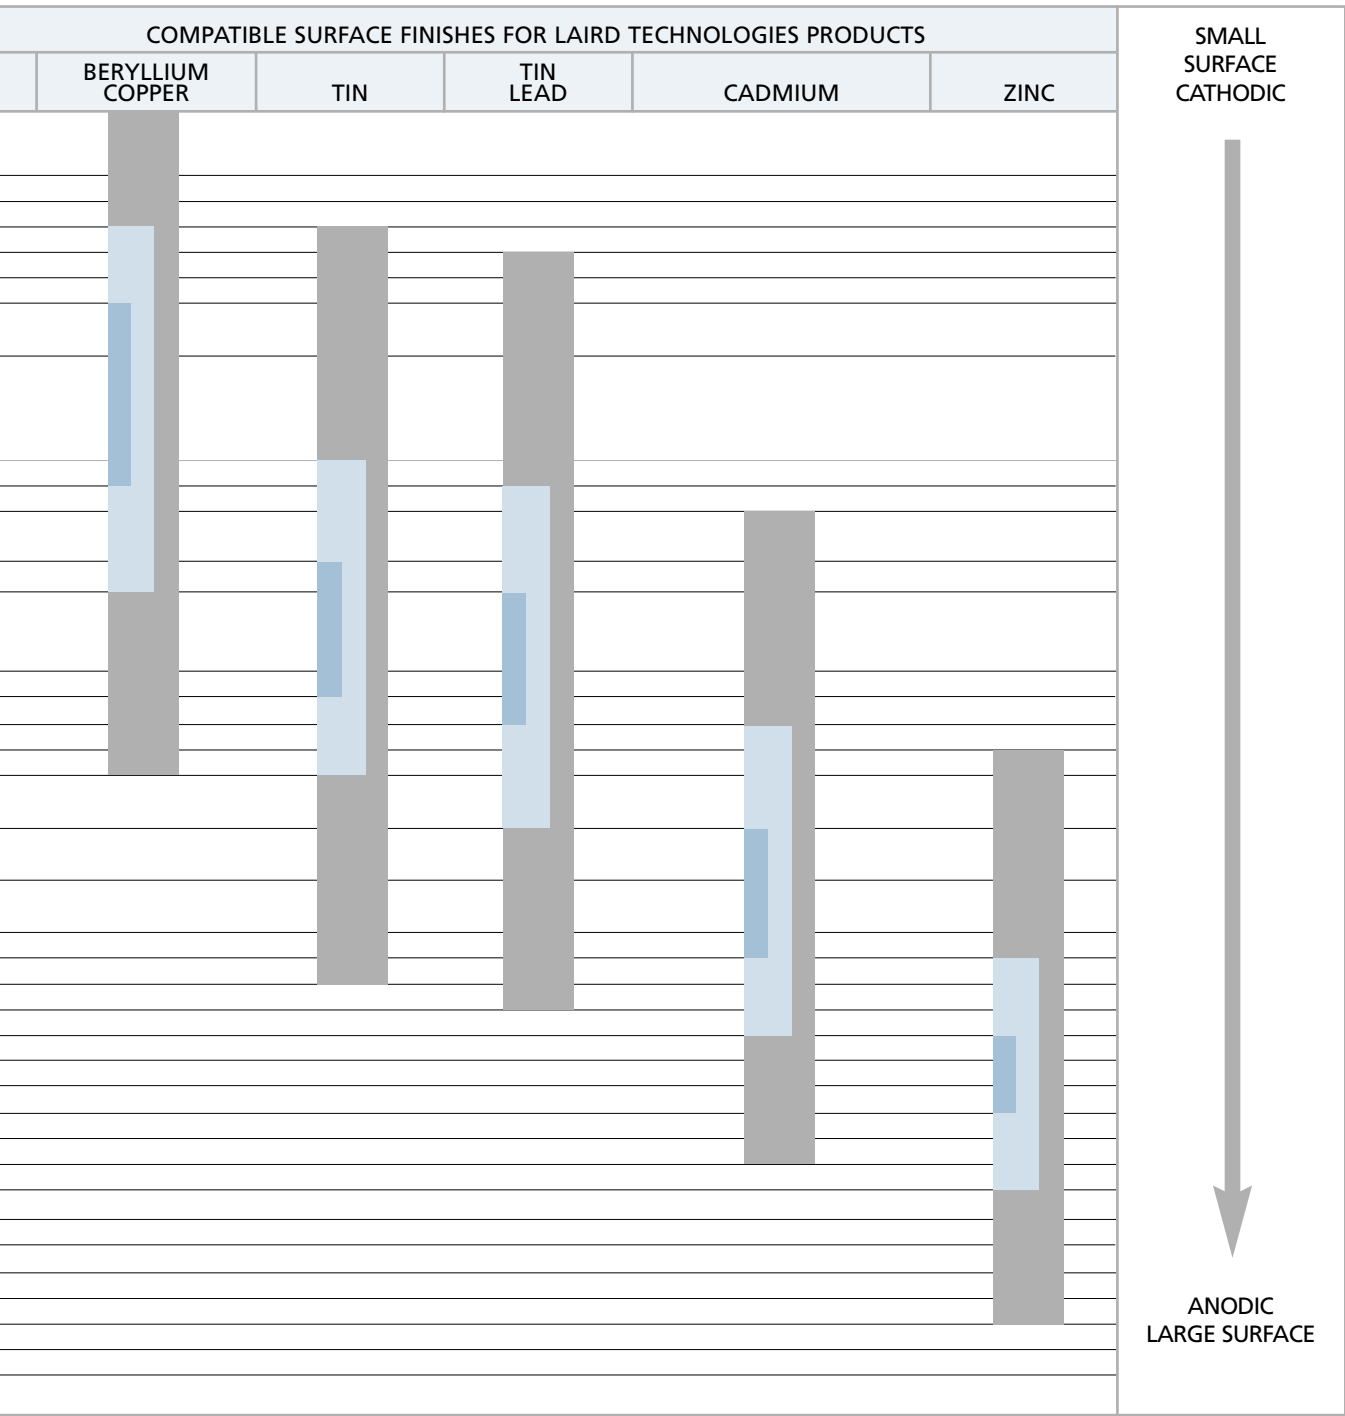 COMPATIBLE SURFACE FINISHES FOR LAIRD TECHNOLOGIES PRODUCTS
BERYLLIUM
COPPER
TIN
TIN
LEAD
CADMIUM
ZINC
SMALL
SURFACE
CATHODIC
ANODIC
LARGE SURFACE